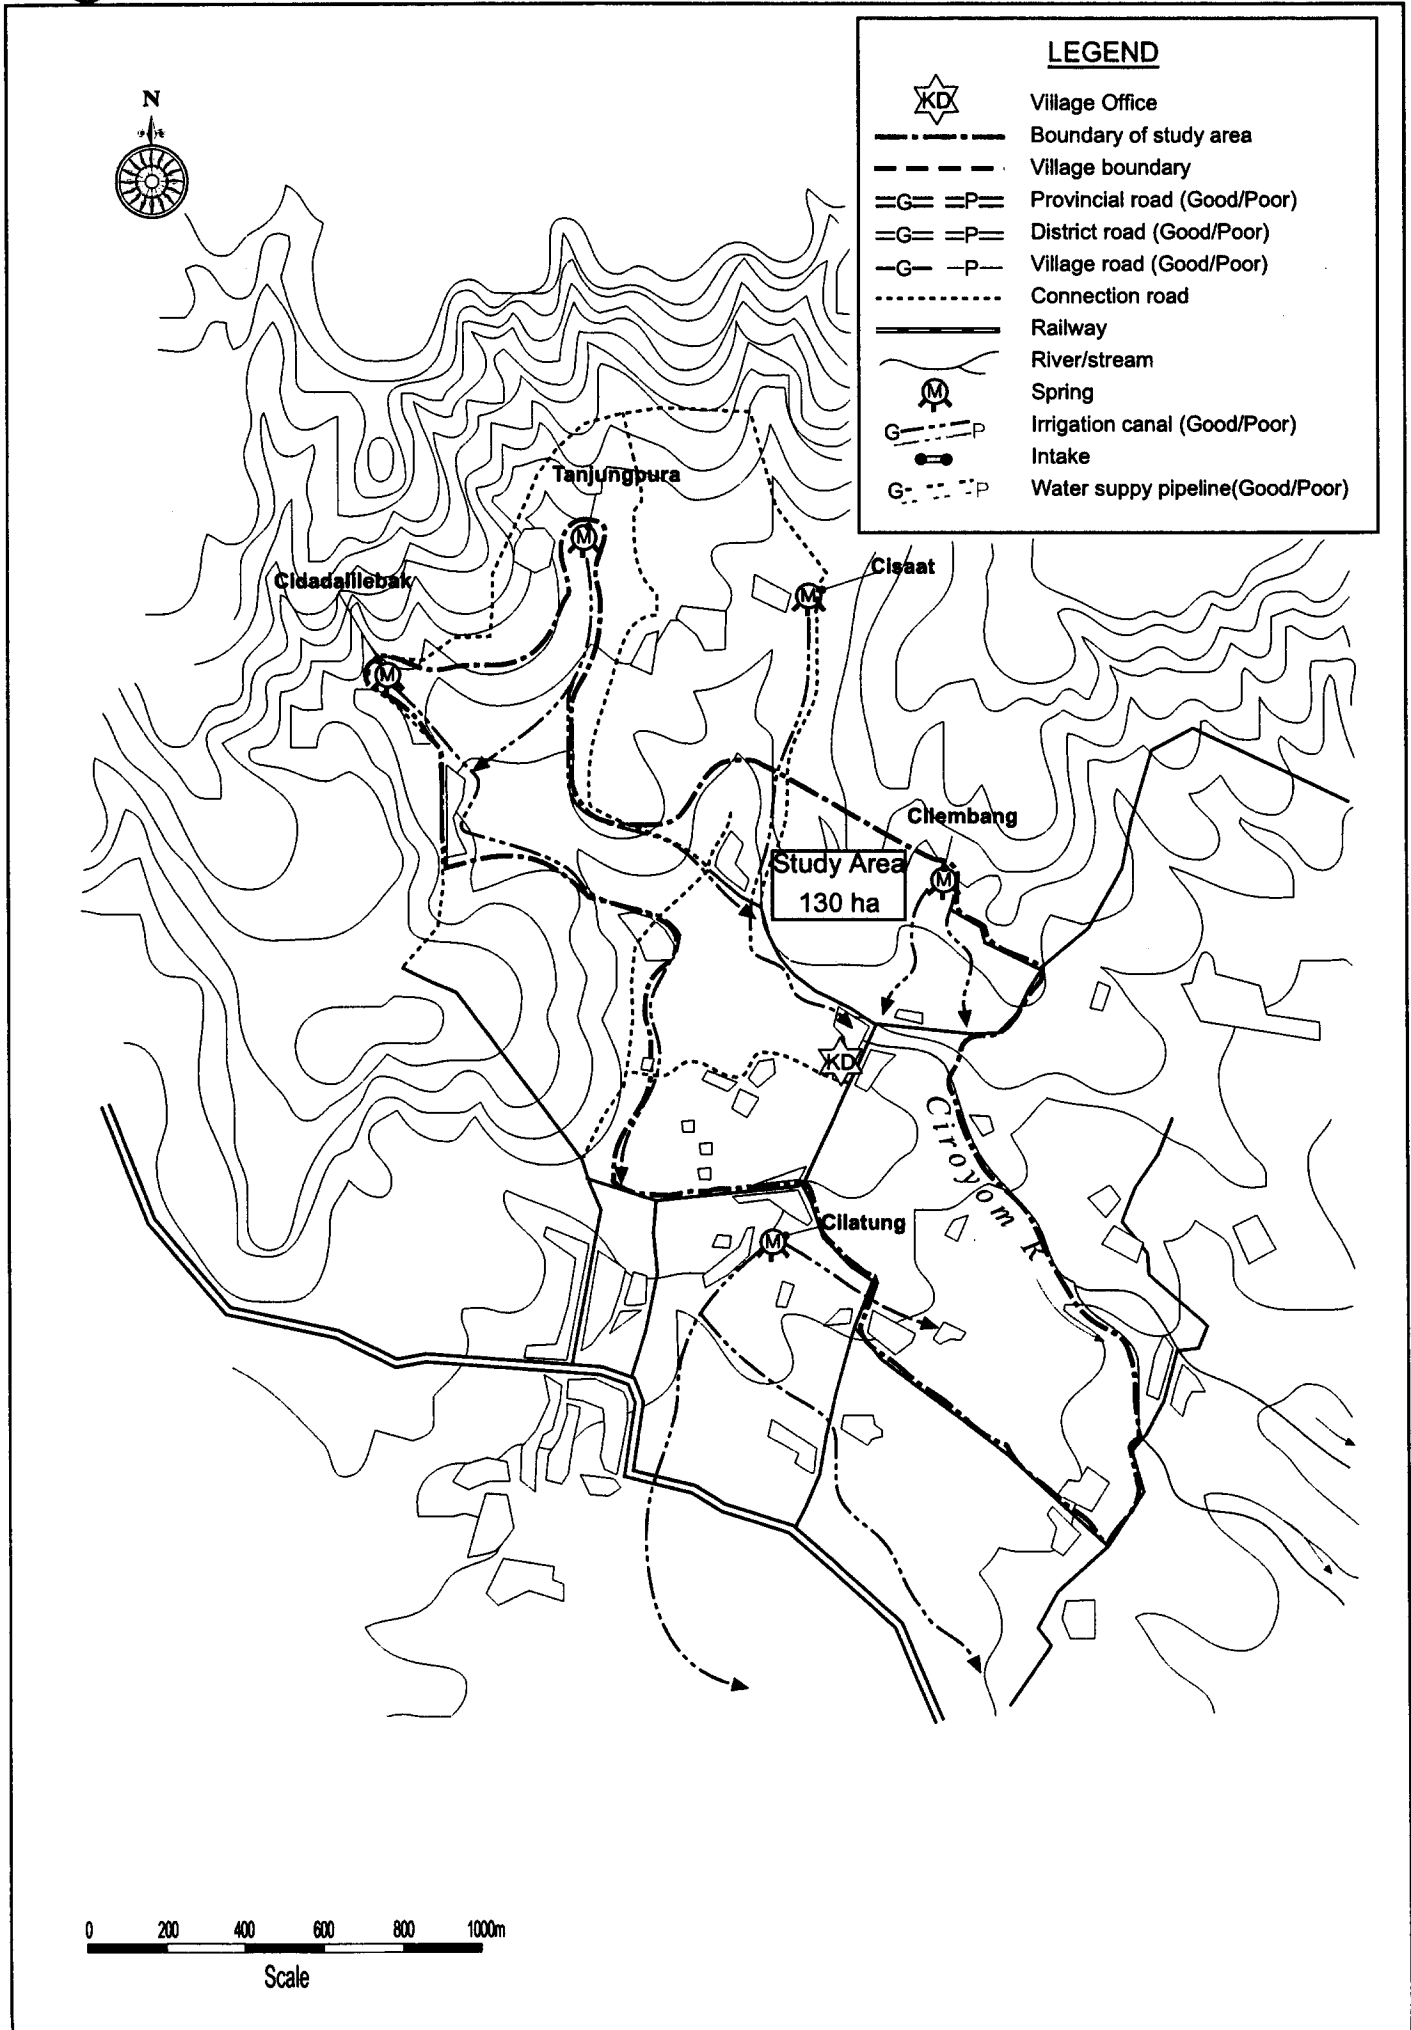 LEGEND
KD Village Office
Boundary of study area
Village boundary
G P Provincial road (Good/Poor)
G P District road (Good/Poor)
G P Village road (Good/Poor)
Connection road
Railway
River/stream
M Spring
G P Irrigation canal (Good/Poor)
Intake
G P Water suppy pipeline(Good/Poor)
N
Tanjungpura
M
Cisaat
M
Cidadalilebak
M
Cilembang
M
Study Area
130 ha
KD
Ciroyom R
Cilatung
M
0 200 400 600 800 1000m
Scale